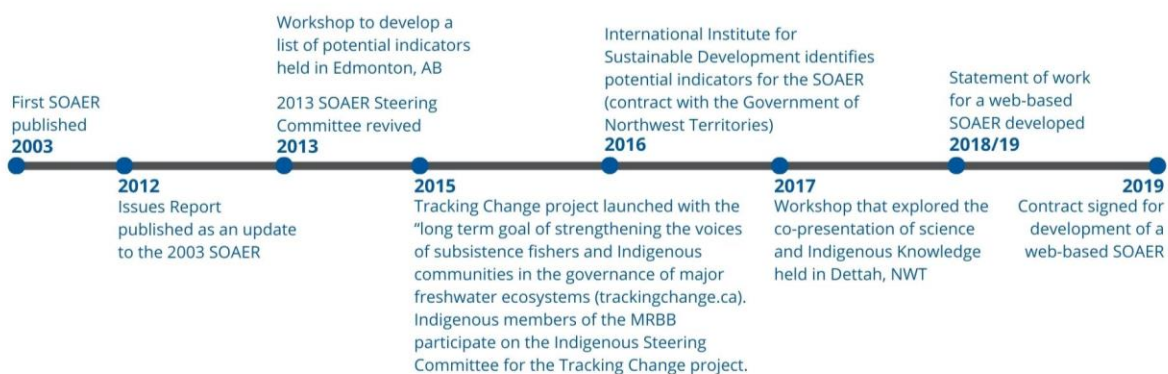 First SOAER
published
2003
2012
Issues Report
published as an update
to the 2003 SOAER
Workshop to develop a
list of potential indicators
held in Edmonton, AB
2013 SOAER Steering
Committee revived
2013
2015
Tracking Change project launched with the
“long term goal of strengthening the voices
of subsistence fishers and Indigenous
communities in the governance of major
freshwater ecosystems (trackingchange.ca).
Indigenous members of the MRBB
participate on the Indigenous Steering
Committee for the Tracking Change project.
International Institute for
Sustainable Development identifies
potential indicators for the SOAER
(contract with the Government of
Northwest Territories)
2016
2017
Workshop that explored the
co-presentation of science
and Indigenous Knowledge
held in Dettah, NWT
Statement of work
for a web-based
SOAER developed
2018/19
2019
Contract signed for
development of a
web-based SOAER